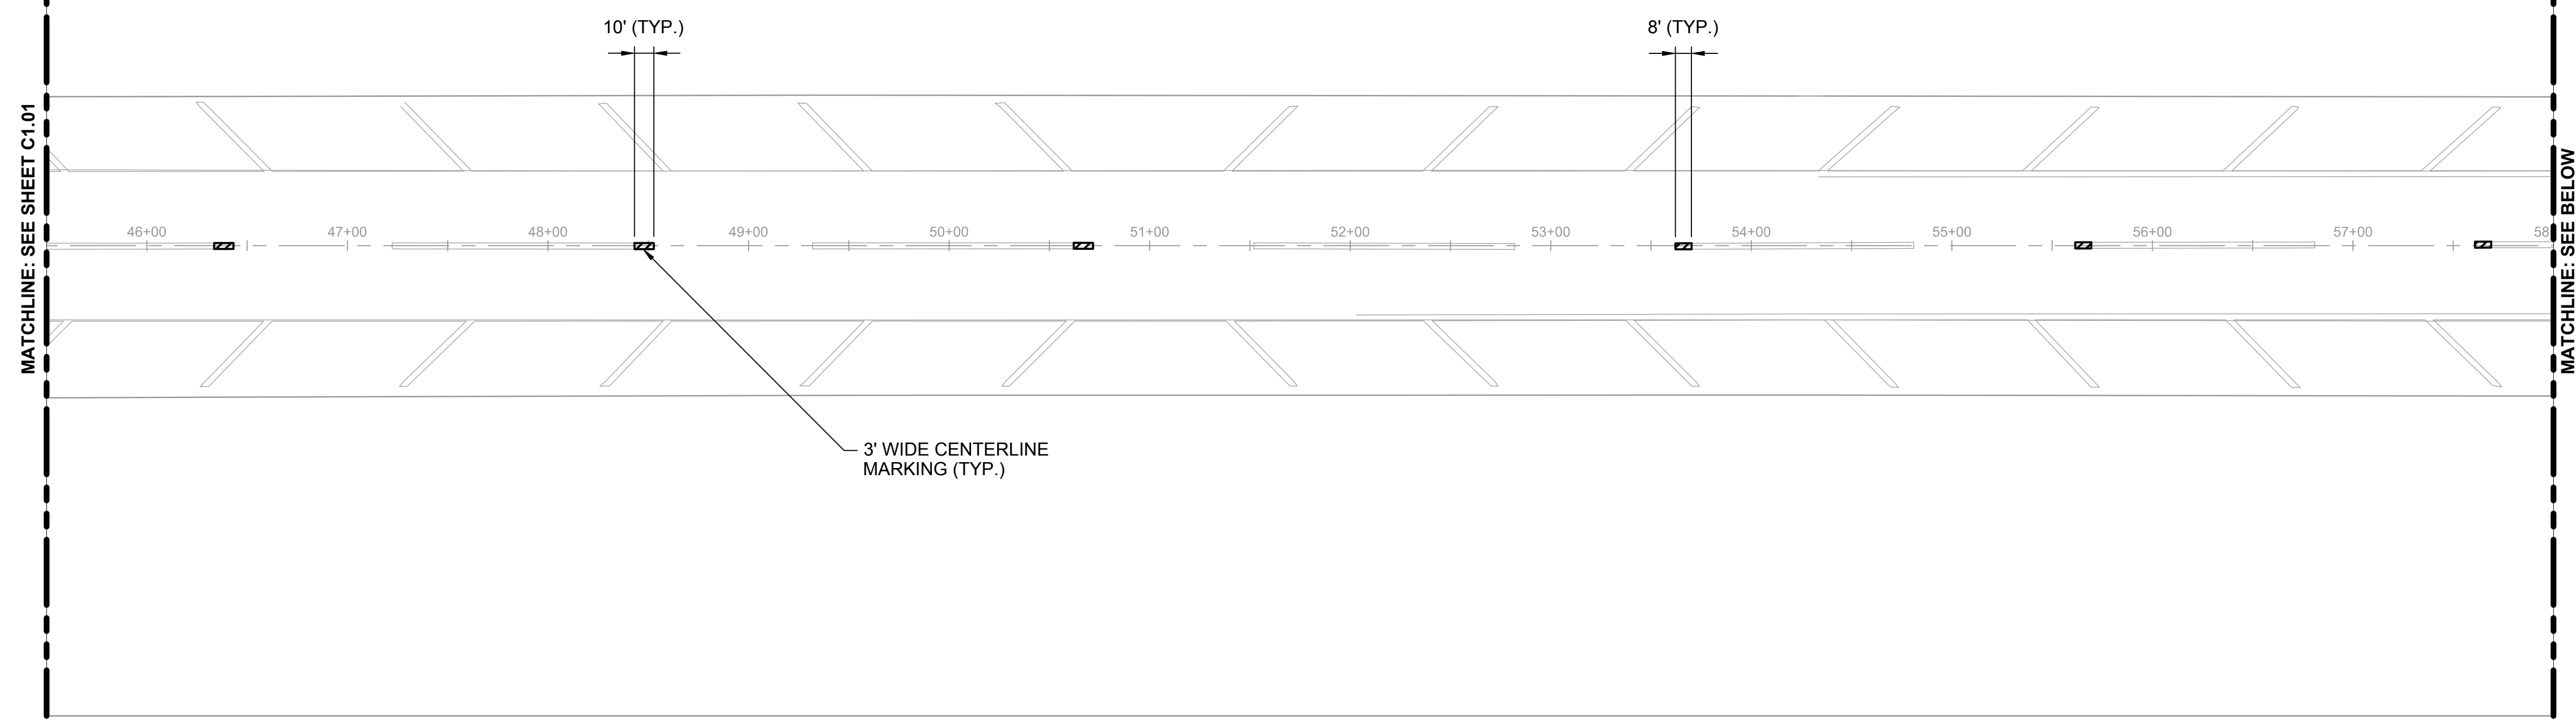 10' (TYP.)
8' (TYP.)
MATCHLINE: SEE SHEET C1.01
46+00
47+00
48+00
49+00
50+00
51+00
52+00
53+00
54+00
55+00
56+00
57+00
58
MATCHLINE: SEE BELOW
3' WIDE CENTERLINE
MARKING (TYP.)